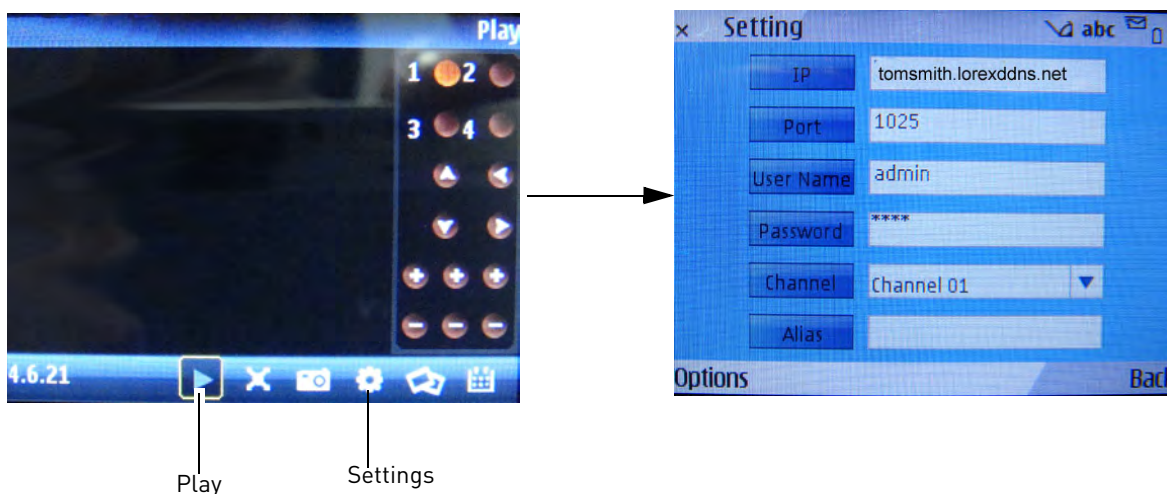 Play
1 2
3 4
4.6.21
Play
Settings
Setting
abc
IP
tomsmith.lorexddns.net
Port
1025
User Name
admin
Password
****
Channel
Channel 01
Alias
Options
Back